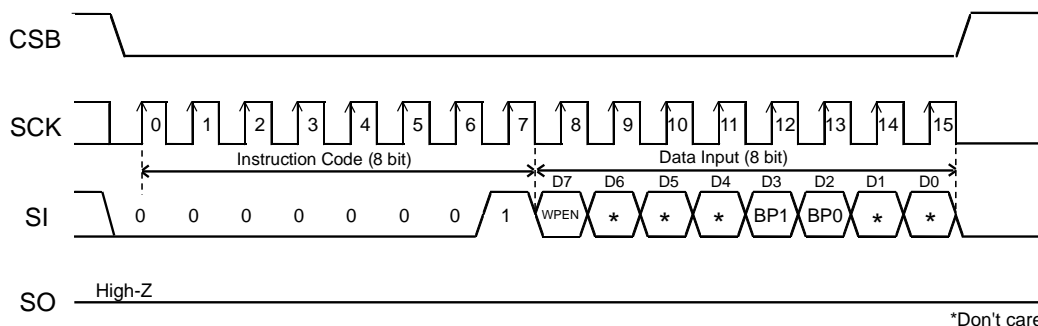 CSB
SCK
0 1 2 3 4 5 6 7 8 9 10 11 12 13 14 15
Instruction Code (8 bit) Data Input (8 bit)
D7 D6 D5 D4 D3 D2 D1 D0
SI 0 0 0 0 0 0 0 1 WPEN * * * BP1 BP0 * *
High-Z
SO
*Don't care